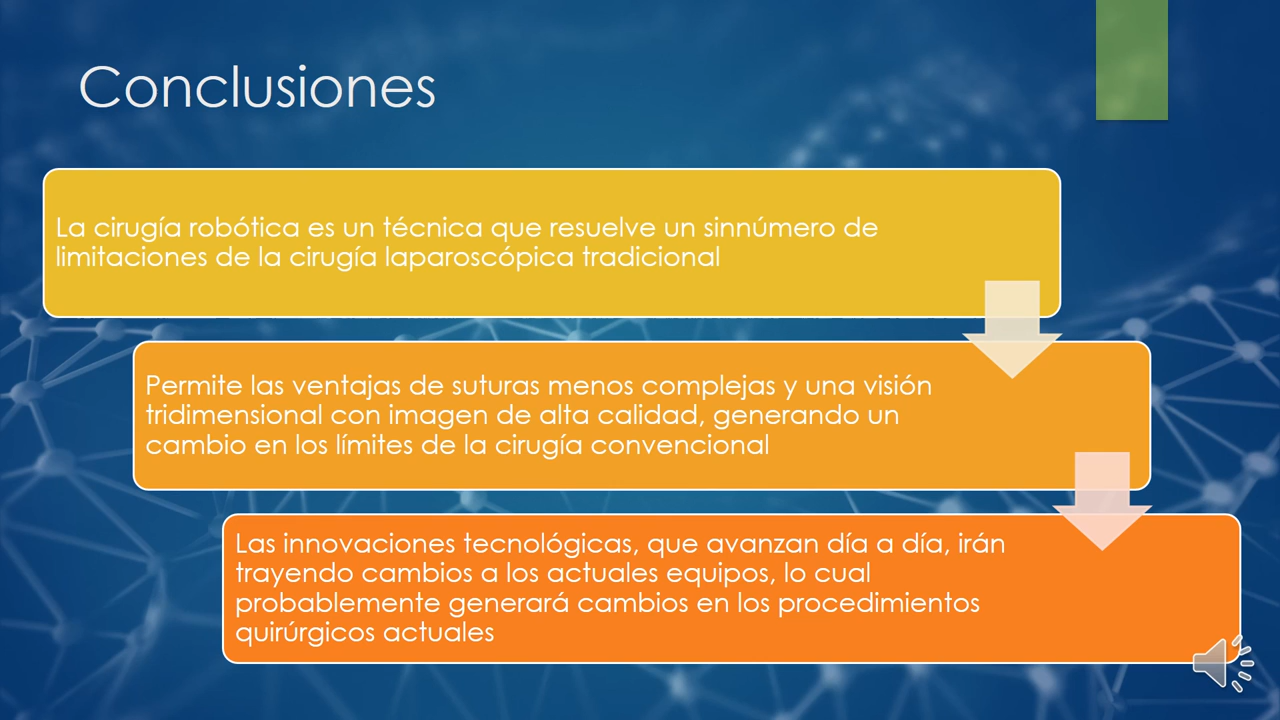 Conclusiones
La cirugía robótica es un técnica que resuelve un sinnúmero de
limitaciones de la cirugía laparoscópica tradicional
Permite las ventajas de suturas menos complejas y una visión
tridimensional con imagen de alta calidad, generando un
cambio en los límites de la cirugía convencional
Las innovaciones tecnológicas, que avanzan día a día, irán
trayendo cambios a los actuales equipos, lo cual
probablemente generará cambios en los procedimientos
quirúrgicos actuales